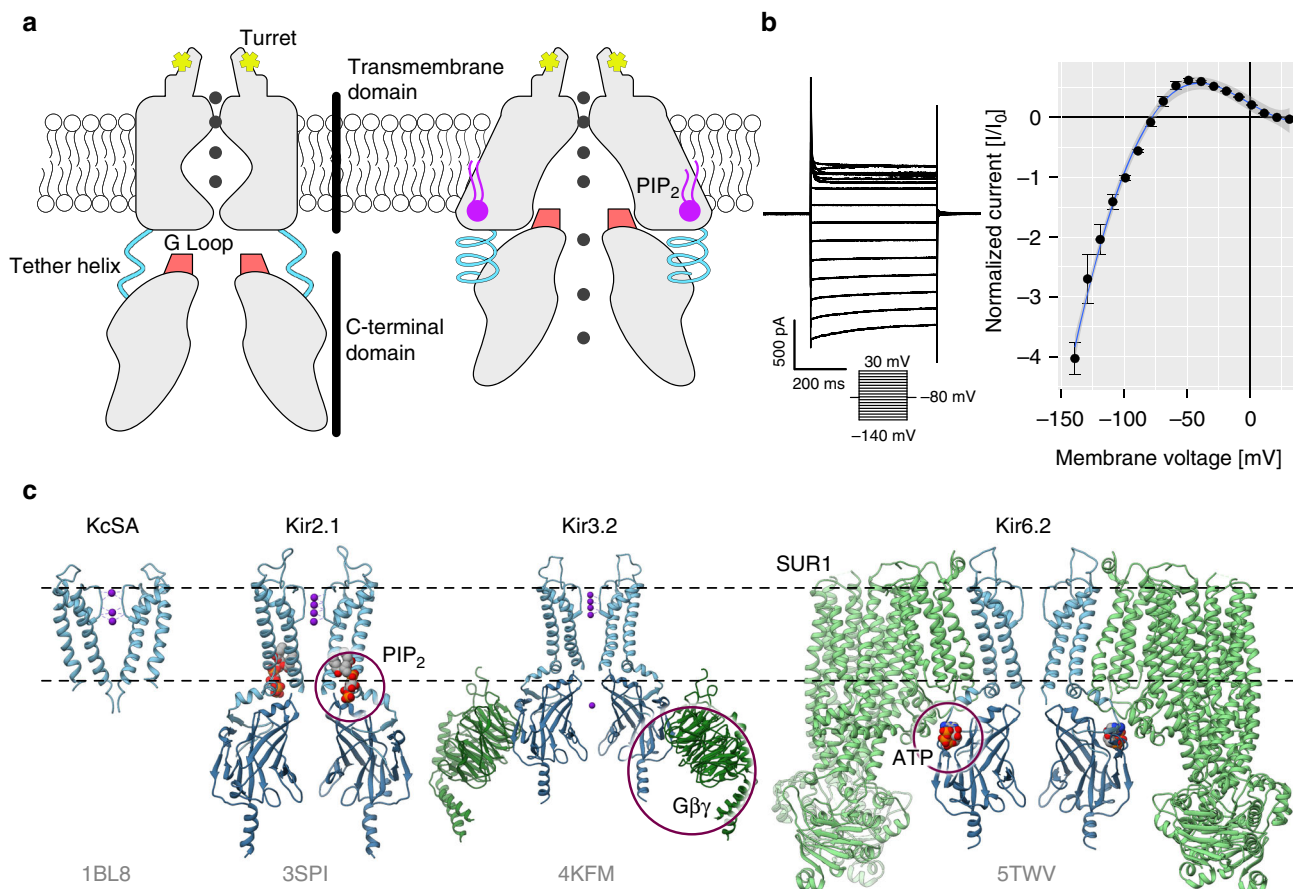 a
Turret
Transmembrane
domain
PIP2
G Loop
Tether helix
C-terminal
domain
b
500 pA
200 ms
30 mV
−80 mV
−140 mV
Normalized current [I/I0]
0
−1
−2
−3
−4
−150
−100
−50
0
Membrane voltage [mV]
c
KcSA
Kir2.1
Kir3.2
Kir6.2
SUR1
PIP2
ATP
Gβγ
1BL8
3SPI
4KFM
5TWV